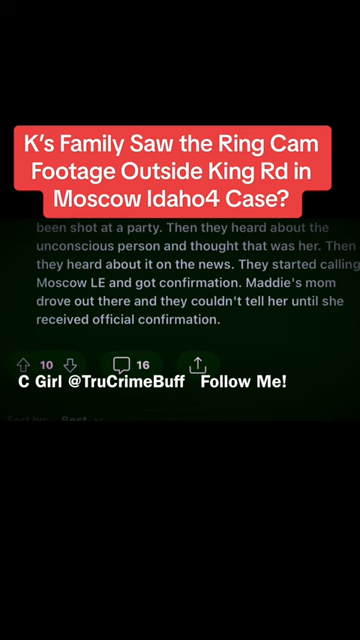 K's Family Saw the Ring Cam
Footage Outside King Rd in
Moscow Idaho4 Case?
been shot at a party. Then they heard about the
unconscious person and thought that was her. Then
they heard about it on the news. They started calling
Moscow LE and got confirmation. Maddie's mom
drove out there and they couldn't tell her until she
received official confirmation.
10 16
C Girl @TruCrimeBuff Follow Me!